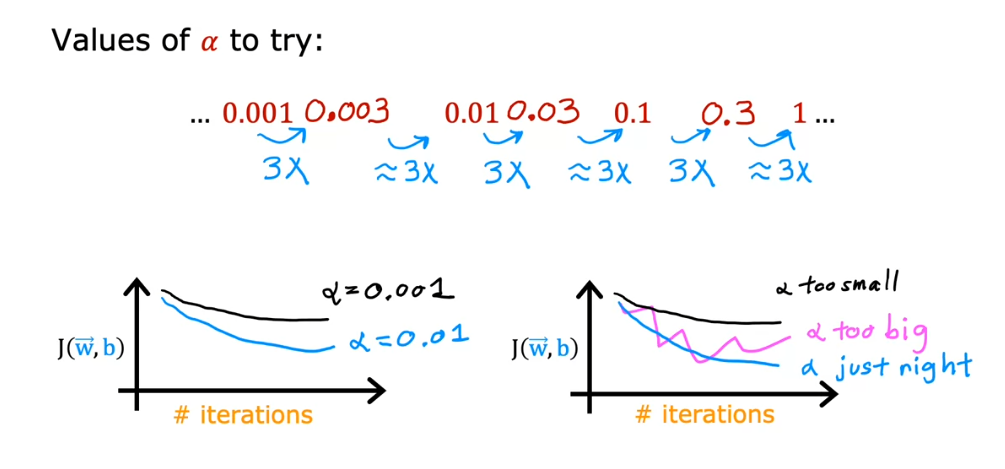 Values of α to try:
... 0.001 0.003 0.01 0.03 0.1 0.3 1 ...
3X ≈3X 3X ≈3X 3X ≈3X
α=0.001
α=0.01
J(w⃗, b)
# iterations
α too small
α too big
α just right
J(w⃗, b)
# iterations